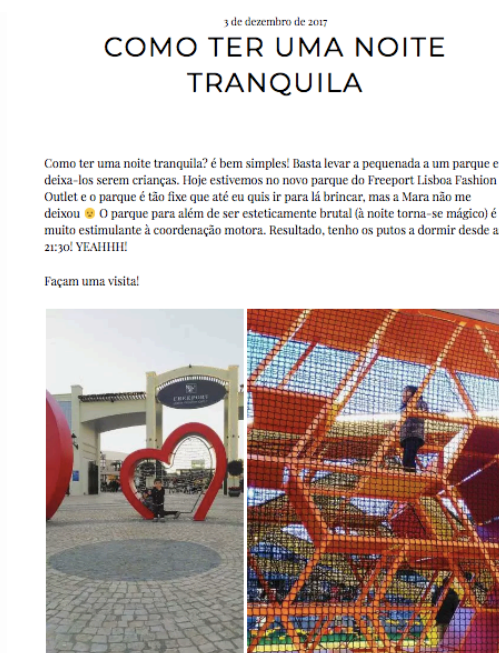 3 de dezembro de 2017
COMO TER UMA NOITE
TRANQUILA
Como ter uma noite tranquila? é bem simples! Basta levar a pequenada a um parque e
deixa-los serem crianças. Hoje estivemos no novo parque do Freeport Lisboa Fashion
Outlet e o parque é tão fixe que até eu quis ir para lá brincar, mas a Mara não me
deixou 😟 O parque para além de ser esteticamente brutal (à noite torna-se mágico) é
muito estimulante à coordenação motora. Resultado, tenho os putos a dormir desde a
21:30! YEAHHH!
Façam uma visita!
FREEPORT